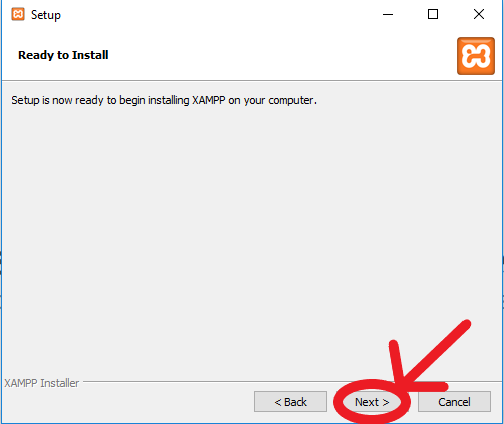 Setup
Ready to Install
Setup is now ready to begin installing XAMPP on your computer.
XAMPP Installer
< Back
Next >
Cancel